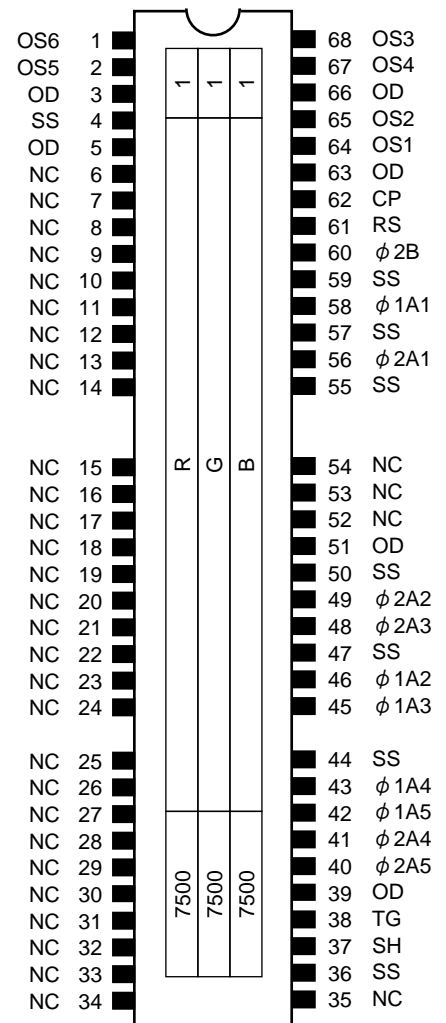 OS6 1 68 OS3
OS5 2 67 OS4
OD 3 66 OD
SS 4 65 OS2
OD 5 64 OS1
NC 6 63 OD
NC 7 62 CP
NC 8 61 RS
NC 9 60 ϕ2B
NC 10 59 SS
NC 11 58 ϕ1A1
NC 12 57 SS
NC 13 56 ϕ2A1
NC 14 55 SS
1 1 1
R G B
NC 15 54 NC
NC 16 53 NC
NC 17 52 NC
NC 18 51 OD
NC 19 50 SS
NC 20 49 ϕ2A2
NC 21 48 ϕ2A3
NC 22 47 SS
NC 23 46 ϕ1A2
NC 24 45 ϕ1A3
NC 25 44 SS
NC 26 43 ϕ1A4
NC 27 42 ϕ1A5
NC 28 41 ϕ2A4
NC 29 40 ϕ2A5
NC 30 39 OD
NC 31 38 TG
NC 32 37 SH
NC 33 36 SS
NC 34 35 NC
7500 7500 7500